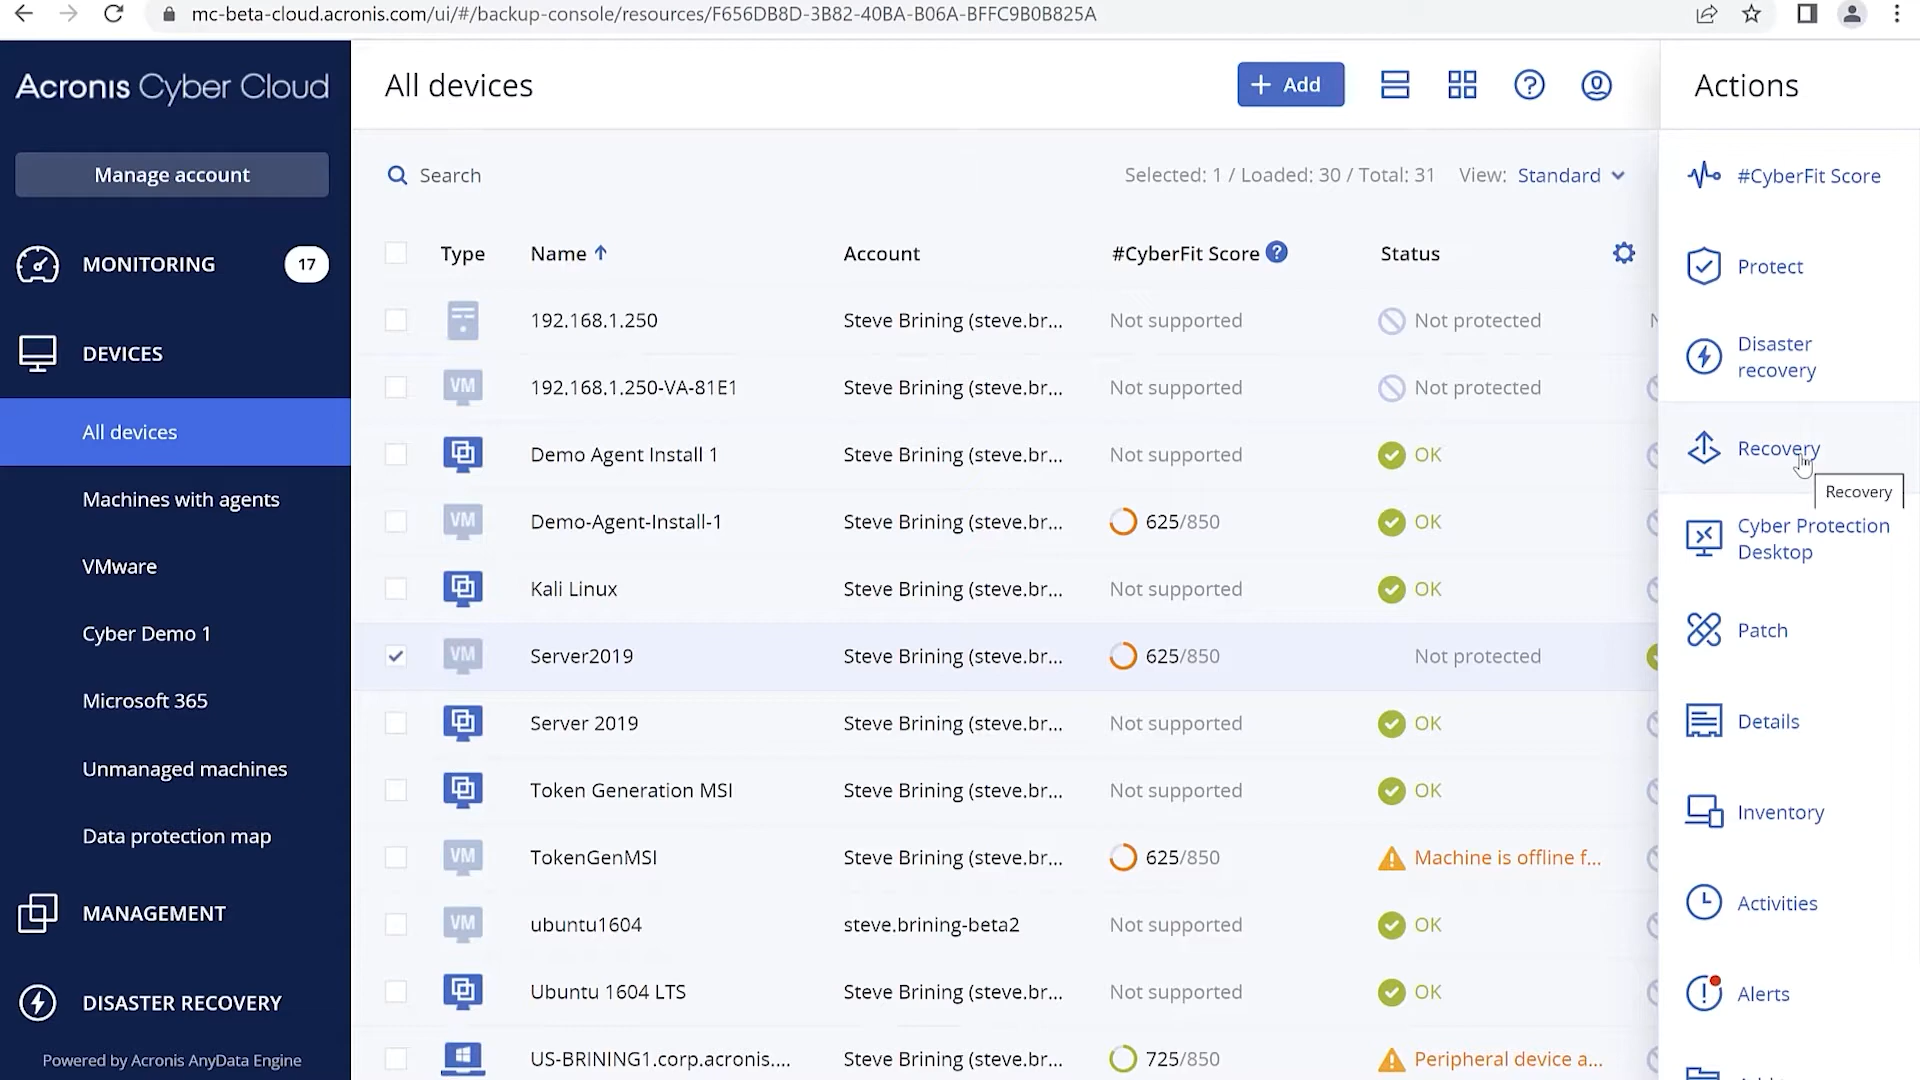 mc-beta-cloud.acronis.com/ui/#/backup-console/resources/F656DB8D-3B82-40BA-B06A-BFFC9B0B825A
Acronis Cyber Cloud
Manage account
MONITORING 17
DEVICES
All devices
Machines with agents
VMware
Cyber Demo 1
Microsoft 365
Unmanaged machines
Data protection map
MANAGEMENT
DISASTER RECOVERY
Powered by Acronis AnyData Engine
All devices
+ Add
Search
Selected: 1 / Loaded: 30 / Total: 31 View: Standard
Type Name ↑ Account #CyberFit Score ? Status
192.168.1.250 Steve Brining (steve.br... Not supported Not protected
VM 192.168.1.250-VA-81E1 Steve Brining (steve.br... Not supported Not protected
Demo Agent Install 1 Steve Brining (steve.br... Not supported OK
VM Demo-Agent-Install-1 Steve Brining (steve.br... 625/850 OK
Kali Linux Steve Brining (steve.br... Not supported OK
VM Server2019 Steve Brining (steve.br... 625/850 Not protected
Server 2019 Steve Brining (steve.br... Not supported OK
Token Generation MSI Steve Brining (steve.br... Not supported OK
VM TokenGenMSI Steve Brining (steve.br... 625/850 Machine is offline f...
VM ubuntu1604 steve.brining-beta2 Not supported OK
Ubuntu 1604 LTS Steve Brining (steve.br... Not supported OK
US-BRINING1.corp.acronis.... Steve Brining (steve.br... 725/850 Peripheral device a...
Actions
#CyberFit Score
Protect
Disaster
recovery
Recovery
Recovery
Cyber Protection
Desktop
Patch
Details
Inventory
Activities
Alerts